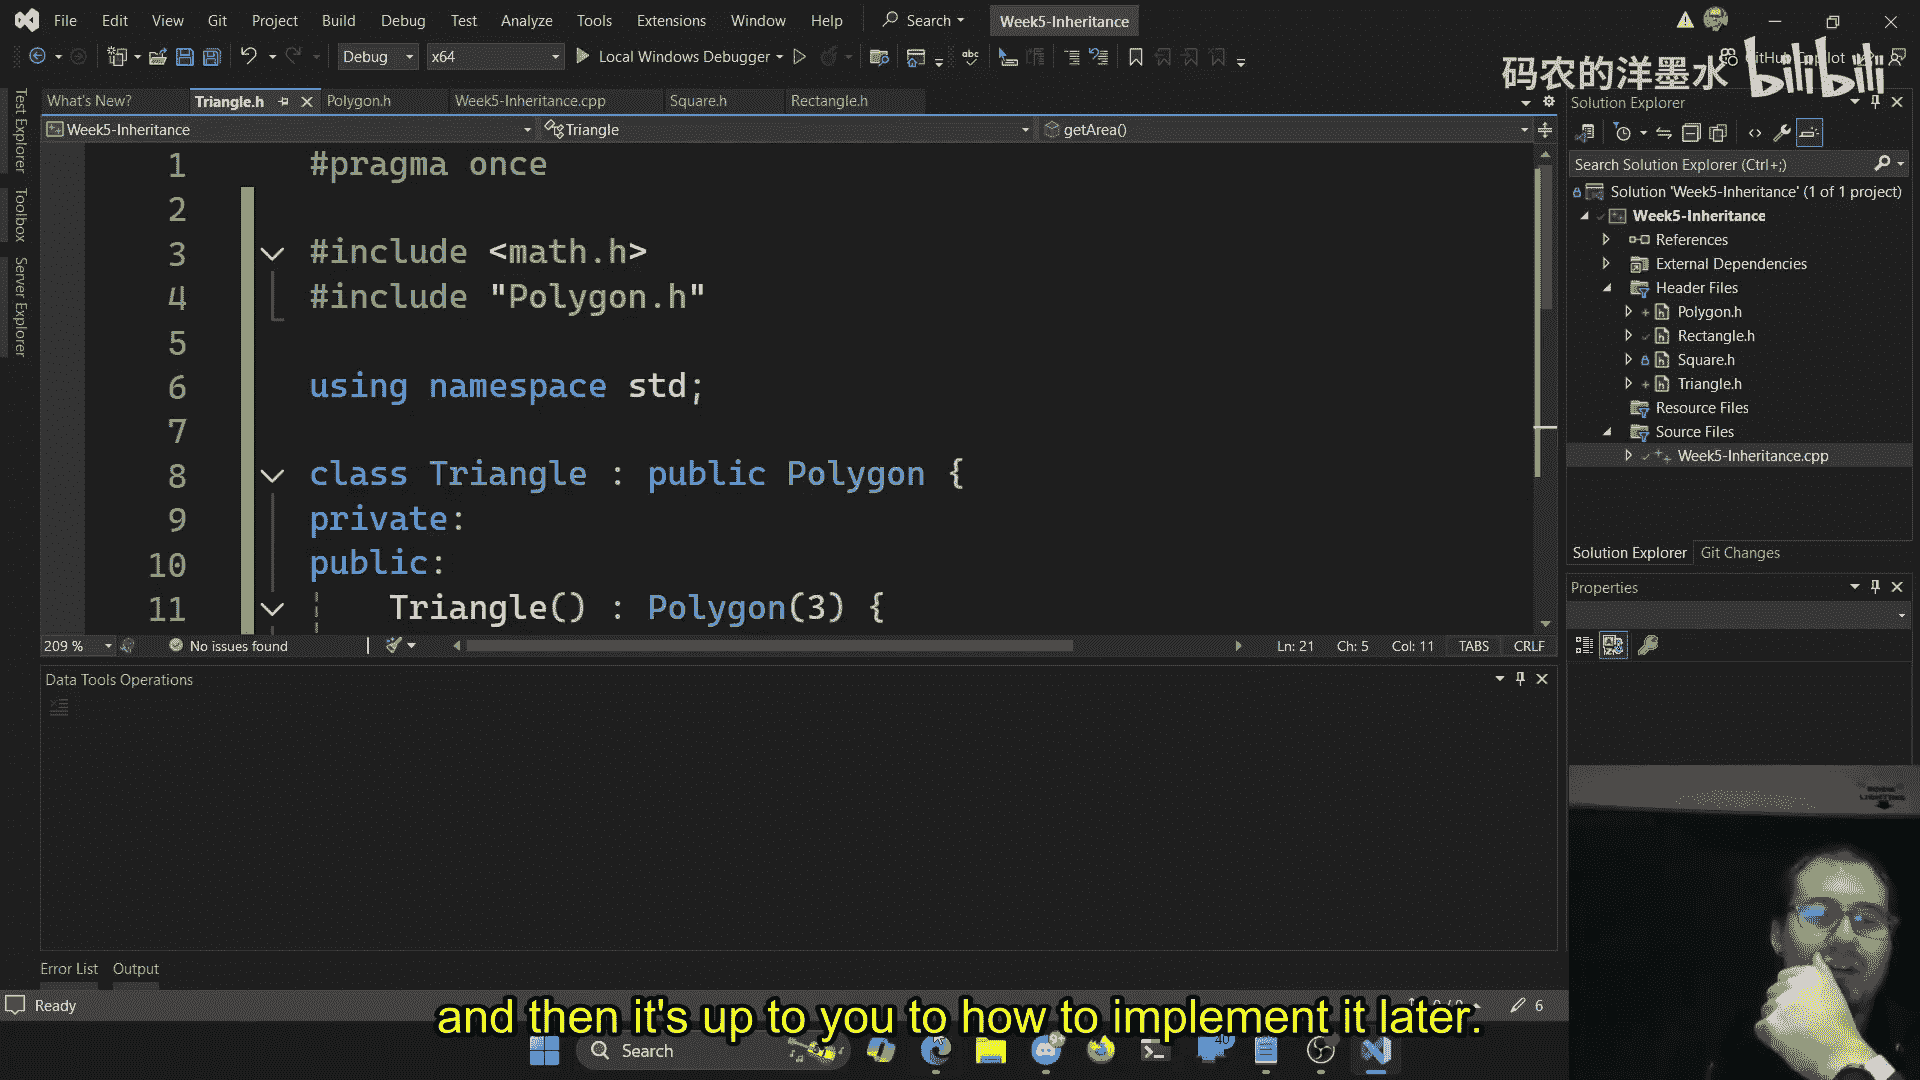 File Edit View Git Project Build Debug Test Analyze Tools Extensions Window Help Search Week5-Inheritance
Debug x64 Local Windows Debugger
码农的洋墨水 bilibili
What's New? Triangle.h Polygon.h Week5-Inheritance.cpp Square.h Rectangle.h
Week5-Inheritance Triangle getArea()
1 #pragma once
2
3 #include <math.h>
4 #include "Polygon.h"
5
6 using namespace std;
7
8 class Triangle : public Polygon {
9 private:
10 public:
11 Triangle() : Polygon(3) {
209 % No issues found Ln: 21 Ch: 5 Col: 11 TABS CRLF
Test Explorer
Toolbox
Server Explorer
Data Tools Operations
Error List Output
Ready
6
Solution Explorer
Search Solution Explorer (Ctrl+;)
Solution 'Week5-Inheritance' (1 of 1 project)
Week5-Inheritance
References
External Dependencies
Header Files
Polygon.h
Rectangle.h
Square.h
Triangle.h
Resource Files
Source Files
Week5-Inheritance.cpp
Solution Explorer Git Changes
Properties
and then it's up to you to how to implement it later.
Search